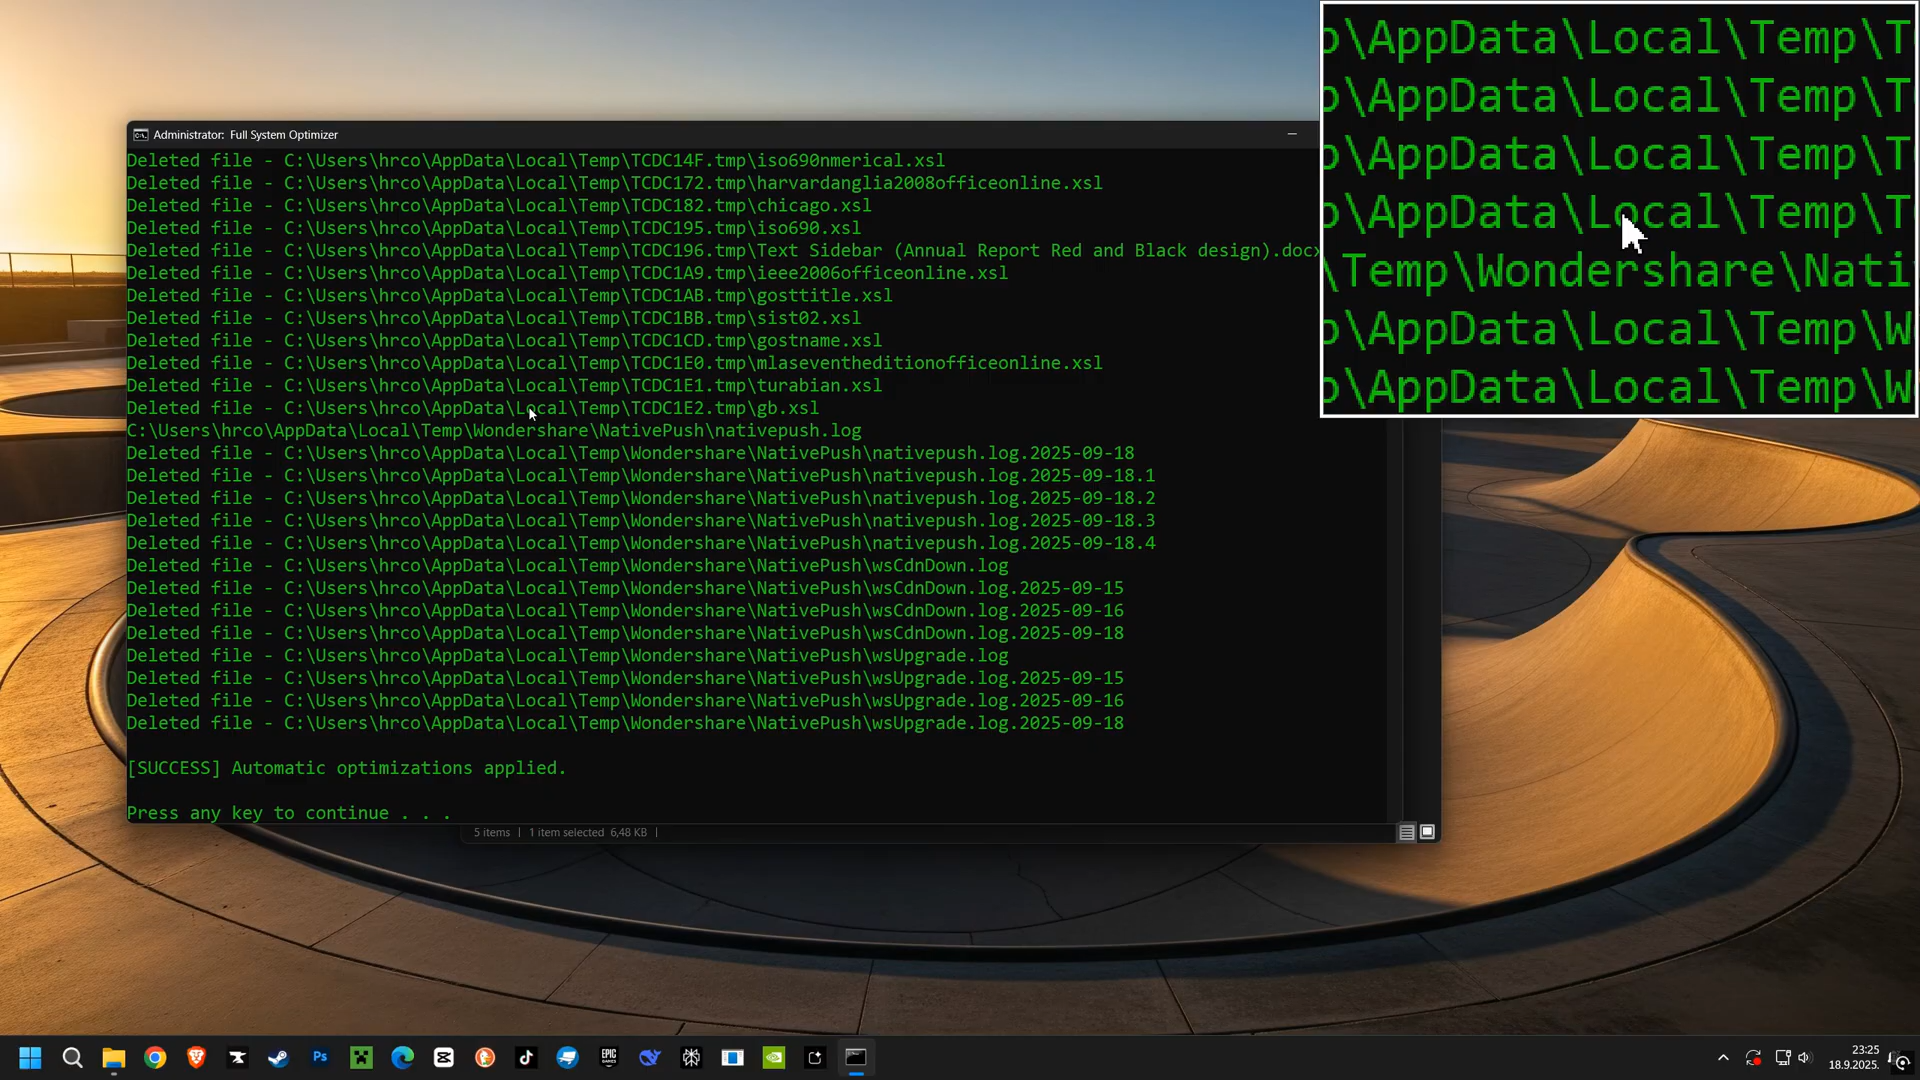 Administrator: Full System Optimizer
Deleted file - C:\Users\hrco\AppData\Local\Temp\TCDC14F.tmp\iso690nmerical.xsl
Deleted file - C:\Users\hrco\AppData\Local\Temp\TCDC172.tmp\harvardanglia2008officeonline.xsl
Deleted file - C:\Users\hrco\AppData\Local\Temp\TCDC182.tmp\chicago.xsl
Deleted file - C:\Users\hrco\AppData\Local\Temp\TCDC195.tmp\iso690.xsl
Deleted file - C:\Users\hrco\AppData\Local\Temp\TCDC196.tmp\Text Sidebar (Annual Report Red and Black design).docx
Deleted file - C:\Users\hrco\AppData\Local\Temp\TCDC1A9.tmp\ieee2006officeonline.xsl
Deleted file - C:\Users\hrco\AppData\Local\Temp\TCDC1AB.tmp\gosttitle.xsl
Deleted file - C:\Users\hrco\AppData\Local\Temp\TCDC1BB.tmp\sist02.xsl
Deleted file - C:\Users\hrco\AppData\Local\Temp\TCDC1CD.tmp\gostname.xsl
Deleted file - C:\Users\hrco\AppData\Local\Temp\TCDC1E0.tmp\mlaseventheditionofficeonline.xsl
Deleted file - C:\Users\hrco\AppData\Local\Temp\TCDC1E1.tmp\turabian.xsl
Deleted file - C:\Users\hrco\AppData\Local\Temp\TCDC1E2.tmp\gb.xsl
C:\Users\hrco\AppData\Local\Temp\Wondershare\NativePush\nativepush.log
Deleted file - C:\Users\hrco\AppData\Local\Temp\Wondershare\NativePush\nativepush.log.2025-09-18
Deleted file - C:\Users\hrco\AppData\Local\Temp\Wondershare\NativePush\nativepush.log.2025-09-18.1
Deleted file - C:\Users\hrco\AppData\Local\Temp\Wondershare\NativePush\nativepush.log.2025-09-18.2
Deleted file - C:\Users\hrco\AppData\Local\Temp\Wondershare\NativePush\nativepush.log.2025-09-18.3
Deleted file - C:\Users\hrco\AppData\Local\Temp\Wondershare\NativePush\nativepush.log.2025-09-18.4
Deleted file - C:\Users\hrco\AppData\Local\Temp\Wondershare\NativePush\wsCdnDown.log
Deleted file - C:\Users\hrco\AppData\Local\Temp\Wondershare\NativePush\wsCdnDown.log.2025-09-15
Deleted file - C:\Users\hrco\AppData\Local\Temp\Wondershare\NativePush\wsCdnDown.log.2025-09-16
Deleted file - C:\Users\hrco\AppData\Local\Temp\Wondershare\NativePush\wsCdnDown.log.2025-09-18
Deleted file - C:\Users\hrco\AppData\Local\Temp\Wondershare\NativePush\wsUpgrade.log
Deleted file - C:\Users\hrco\AppData\Local\Temp\Wondershare\NativePush\wsUpgrade.log.2025-09-15
Deleted file - C:\Users\hrco\AppData\Local\Temp\Wondershare\NativePush\wsUpgrade.log.2025-09-16
Deleted file - C:\Users\hrco\AppData\Local\Temp\Wondershare\NativePush\wsUpgrade.log.2025-09-18
[SUCCESS] Automatic optimizations applied.
Press any key to continue . . .
5 items | 1 item selected 6,48 KB |
o\AppData\Local\Temp\T
o\AppData\Local\Temp\T
o\AppData\Local\Temp\T
o\AppData\Local\Temp\T
\Temp\Wondershare\Nati
o\AppData\Local\Temp\W
o\AppData\Local\Temp\W
Ps
EPIC
GAMES
23:25
18.9.2025.